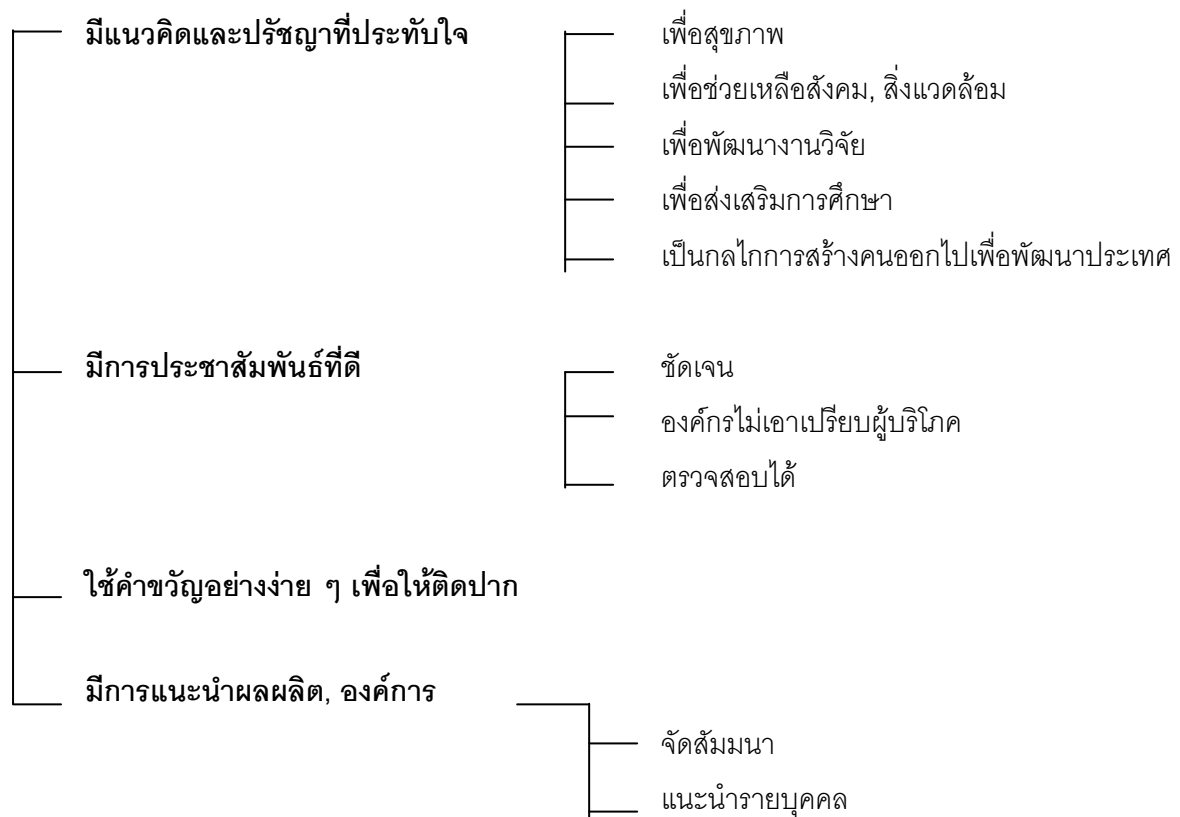 มีแนวคิดและปรัชญาที่ประทับใจ
เพื่อสุขภาพ
เพื่อช่วยเหลือสังคม, สิ่งแวดล้อม
เพื่อพัฒนางานวิจัย
เพื่อส่งเสริมการศึกษา
เป็นกลไกการสร้างคนออกไปเพื่อพัฒนาประเทศ
มีการประชาสัมพันธ์ที่ดี
ชัดเจน
องค์กรไม่เอาเปรียบผู้บริโภค
ตรวจสอบได้
ใช้คำขวัญอย่างง่าย ๆ เพื่อให้ติดปาก
มีการแนะนำผลผลิต, องค์การ
จัดสัมมนา
แนะนำรายบุคคล